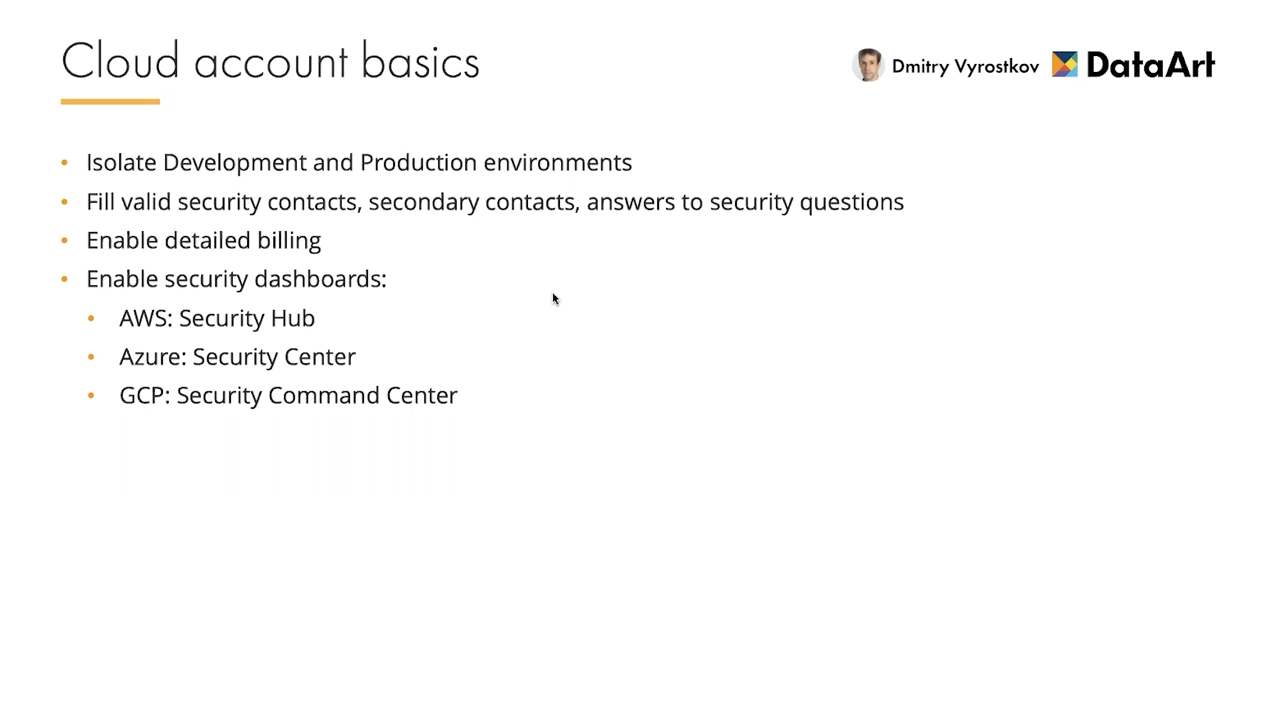 Cloud account basics
Dmitry Vyrostkov
DataArt
• Isolate Development and Production environments
• Fill valid security contacts, secondary contacts, answers to security questions
• Enable detailed billing
• Enable security dashboards:
• AWS: Security Hub
• Azure: Security Center
• GCP: Security Command Center